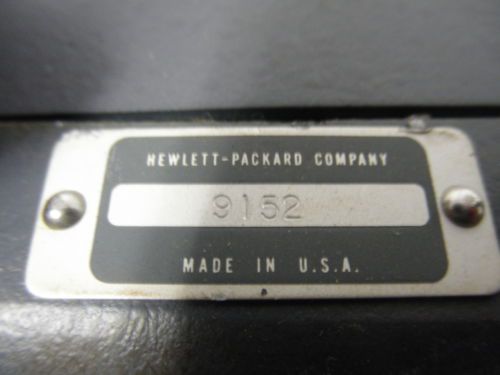 HEWLETT-PACKARD COMPANY
9152
MADE IN U.S.A.